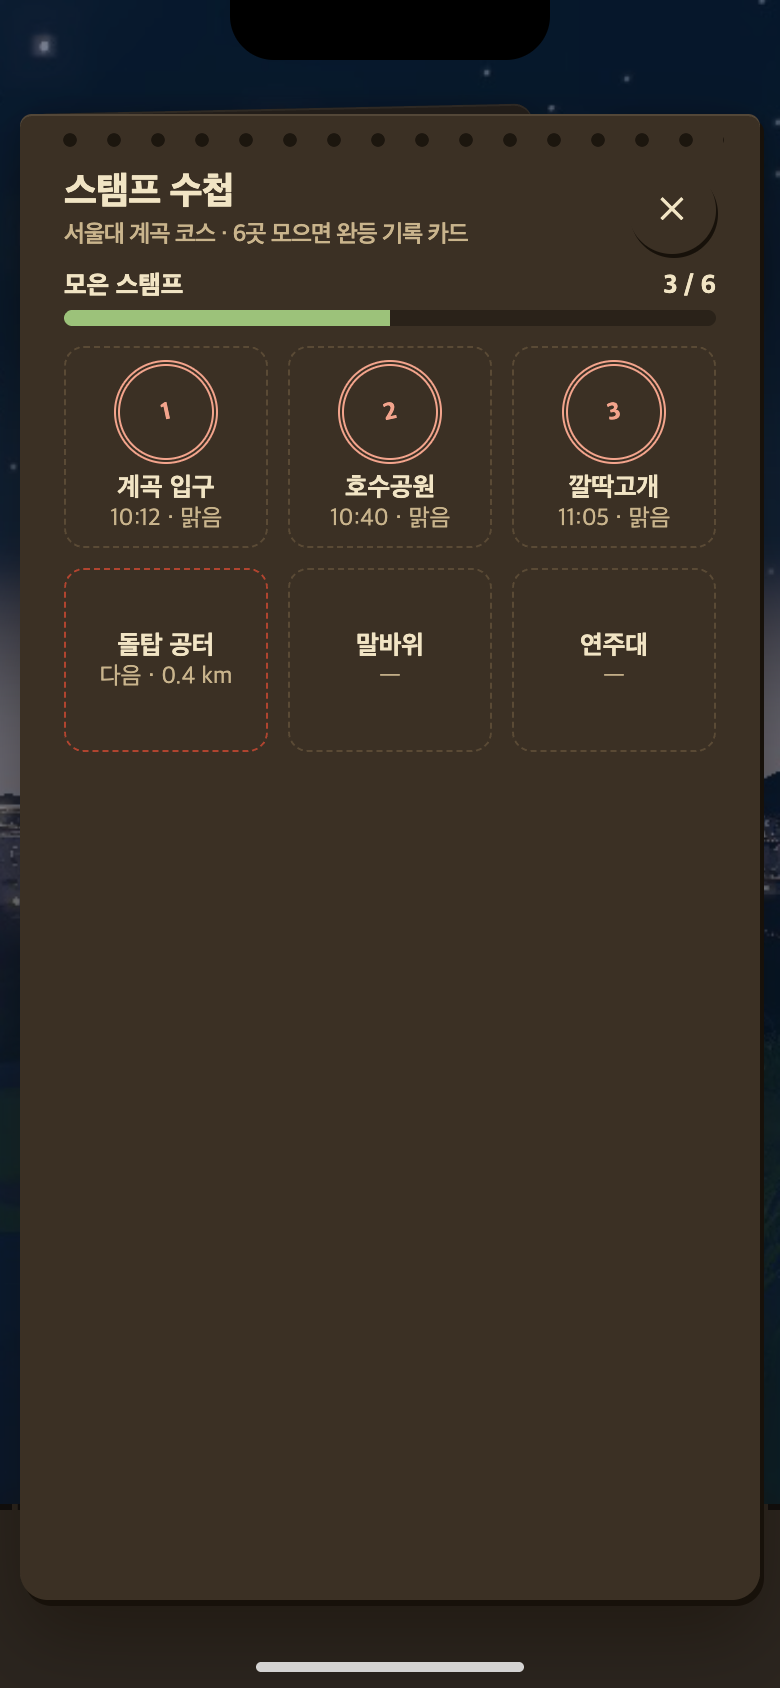 스탬프 수첩
서울대 계곡 코스 · 6곳 모으면 완등 기록 카드
모은 스탬프 3 / 6
1 2 3
계곡 입구 호수공원 깔딱고개
10:12 · 맑음 10:40 · 맑음 11:05 · 맑음
돌탑 공터 말바위 연주대
다음 · 0.4 km — —